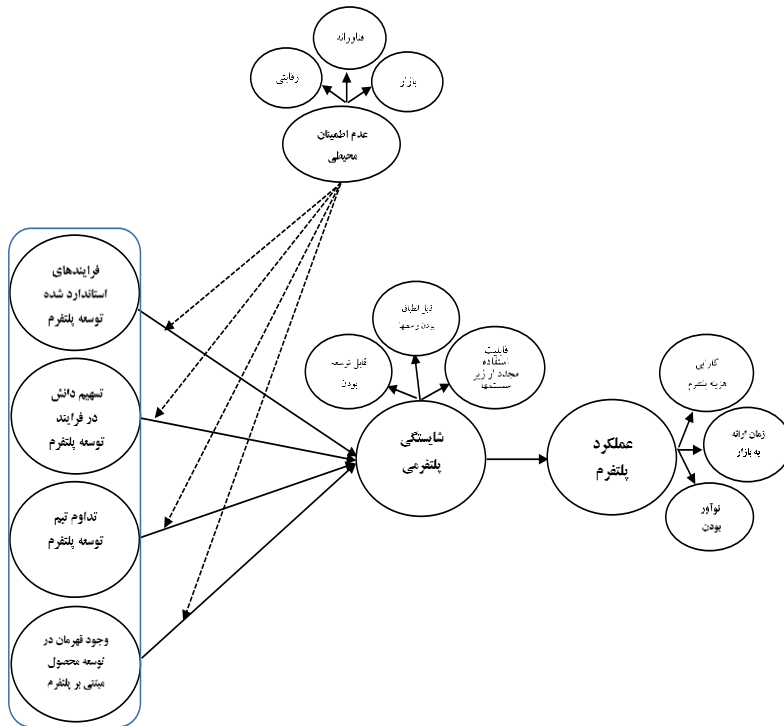 فناورانه
رقابتی
بازار
عدم اطمینان
محیطی
فرایندهای
استاندارد شده
توسعه پلتفرم
تسهیم دانش
در فرایند
توسعه پلتفرم
تداوم تیم
توسعه پلتفرم
وجود قهرمان در
توسعه محصول
مبتنی بر پلتفرم
قابل انطباق
بودن
قابل توسعه
بودن
قابلیت
استفاده
مجدد از زیر
سیستمها
شایستگی
پلتفرمی
عملکرد
پلتفرم
کارایی
هزینه پلتفرم
زمان ارائه
به بازار
نوآور
بودن